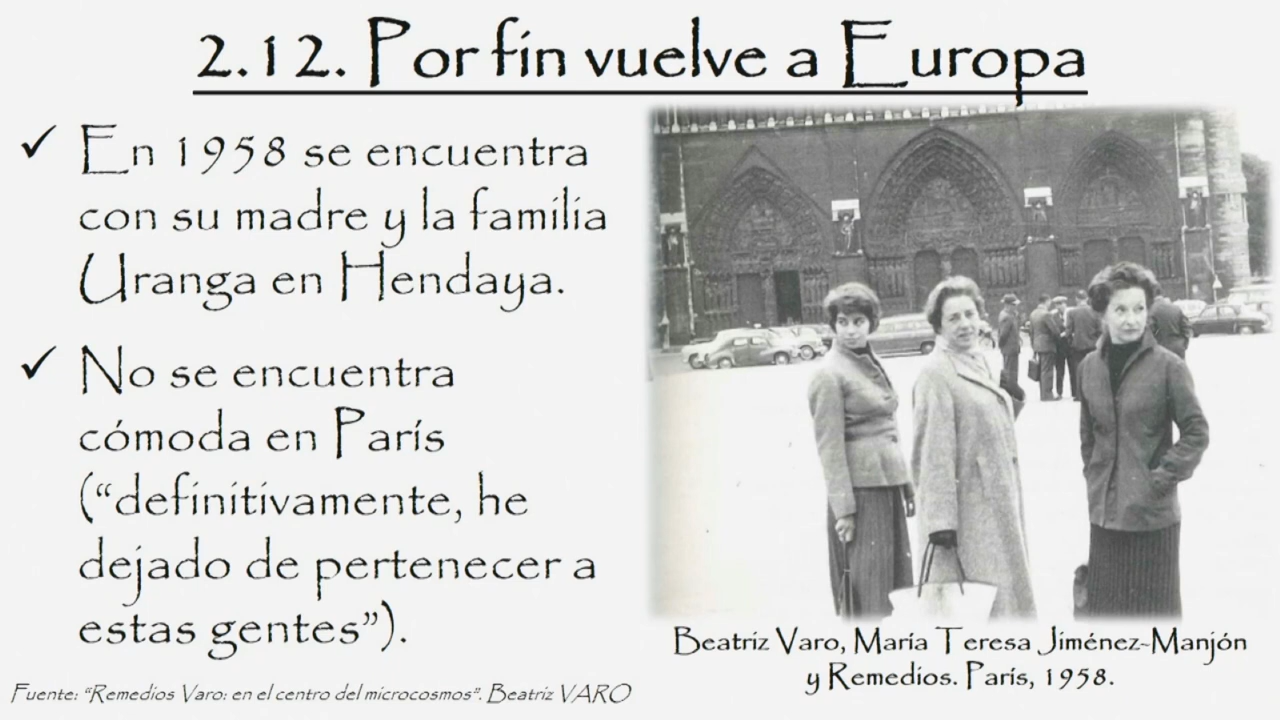 2.12. Por fin vuelve a Europa
✓ En 1958 se encuentra
con su madre y la familia
Uranga en Hendaya.
✓ No se encuentra
cómoda en París
(“definitivamente, he
dejado de pertenecer a
estas gentes”).
Beatriz Varo, María Teresa Jiménez-Manjón
y Remedios. París, 1958.
Fuente: “Remedios Varo: en el centro del microcosmos”. Beatriz VARO